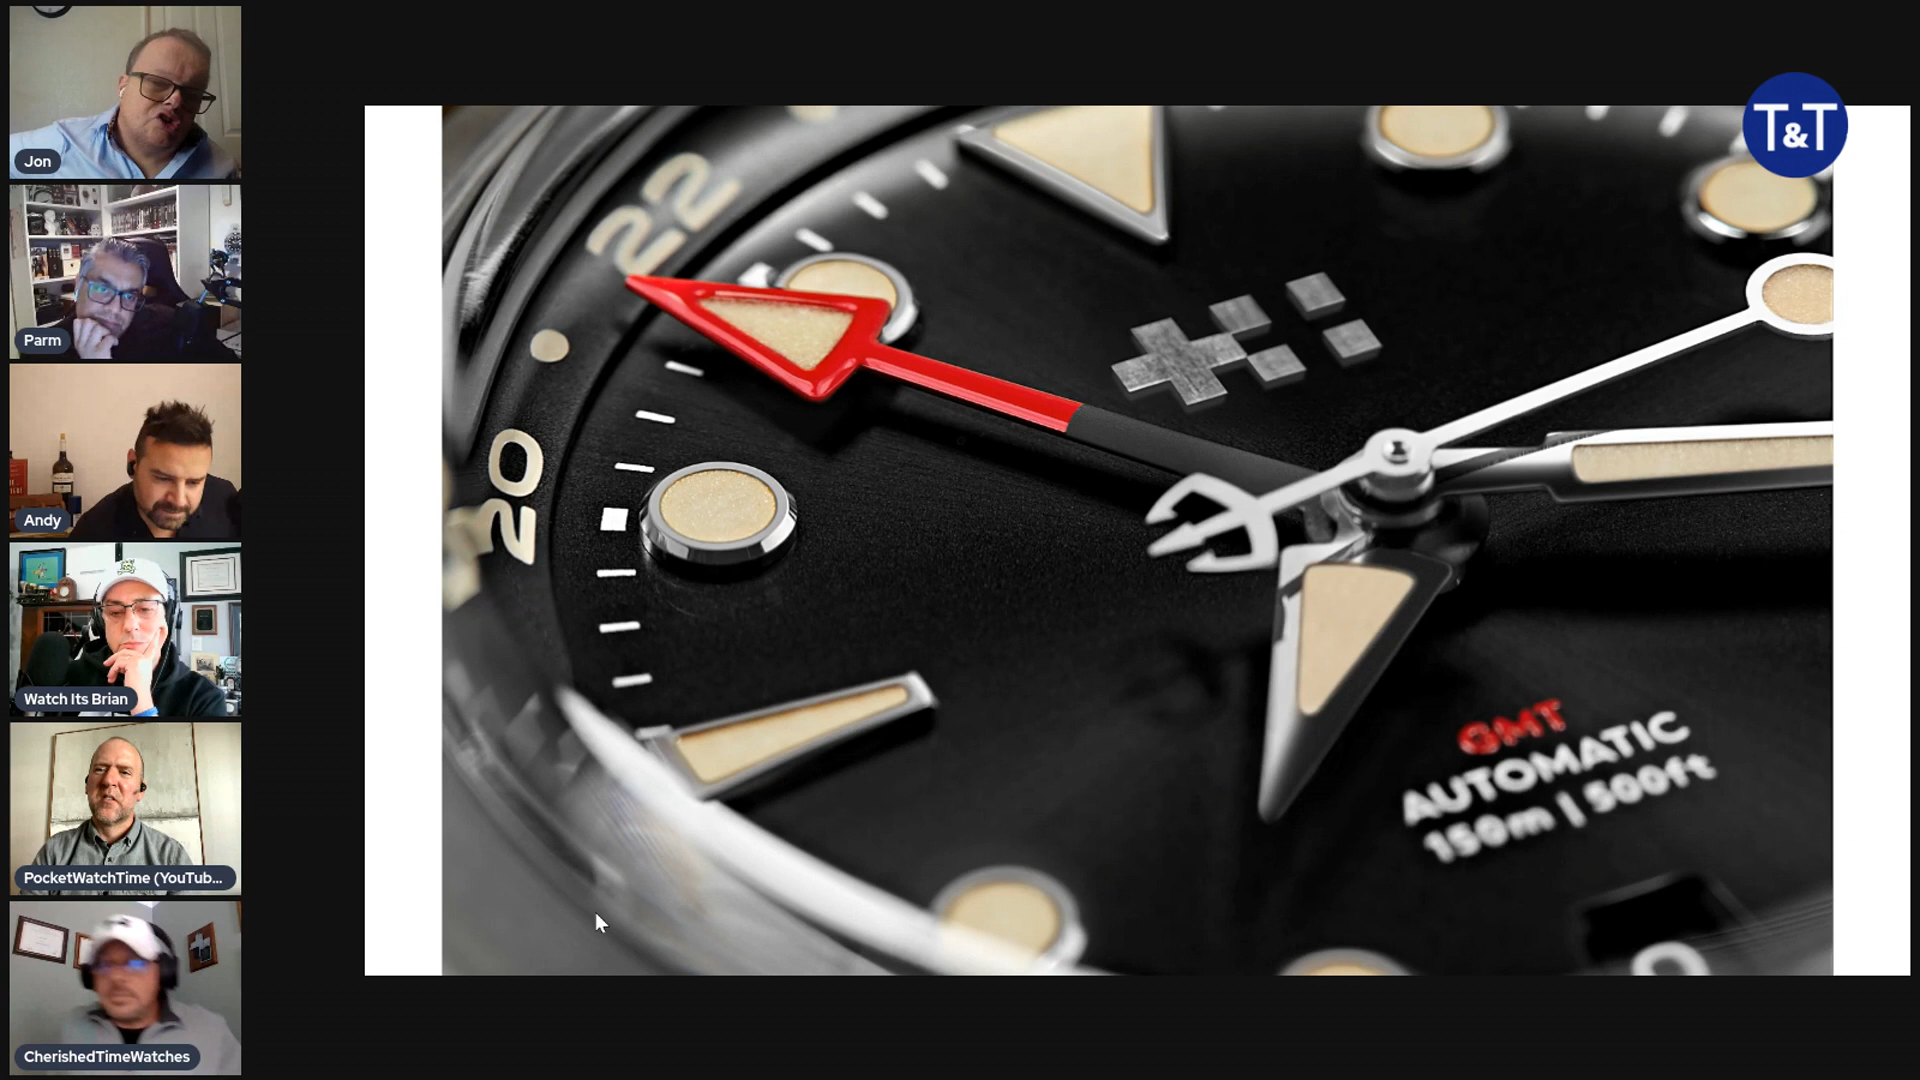 Jon
Parm
Andy
Watch Its Brian
PocketWatchTime (YouTub...
CherishedTimeWatches
T&T
22
20
GMT
AUTOMATIC
150m | 500ft